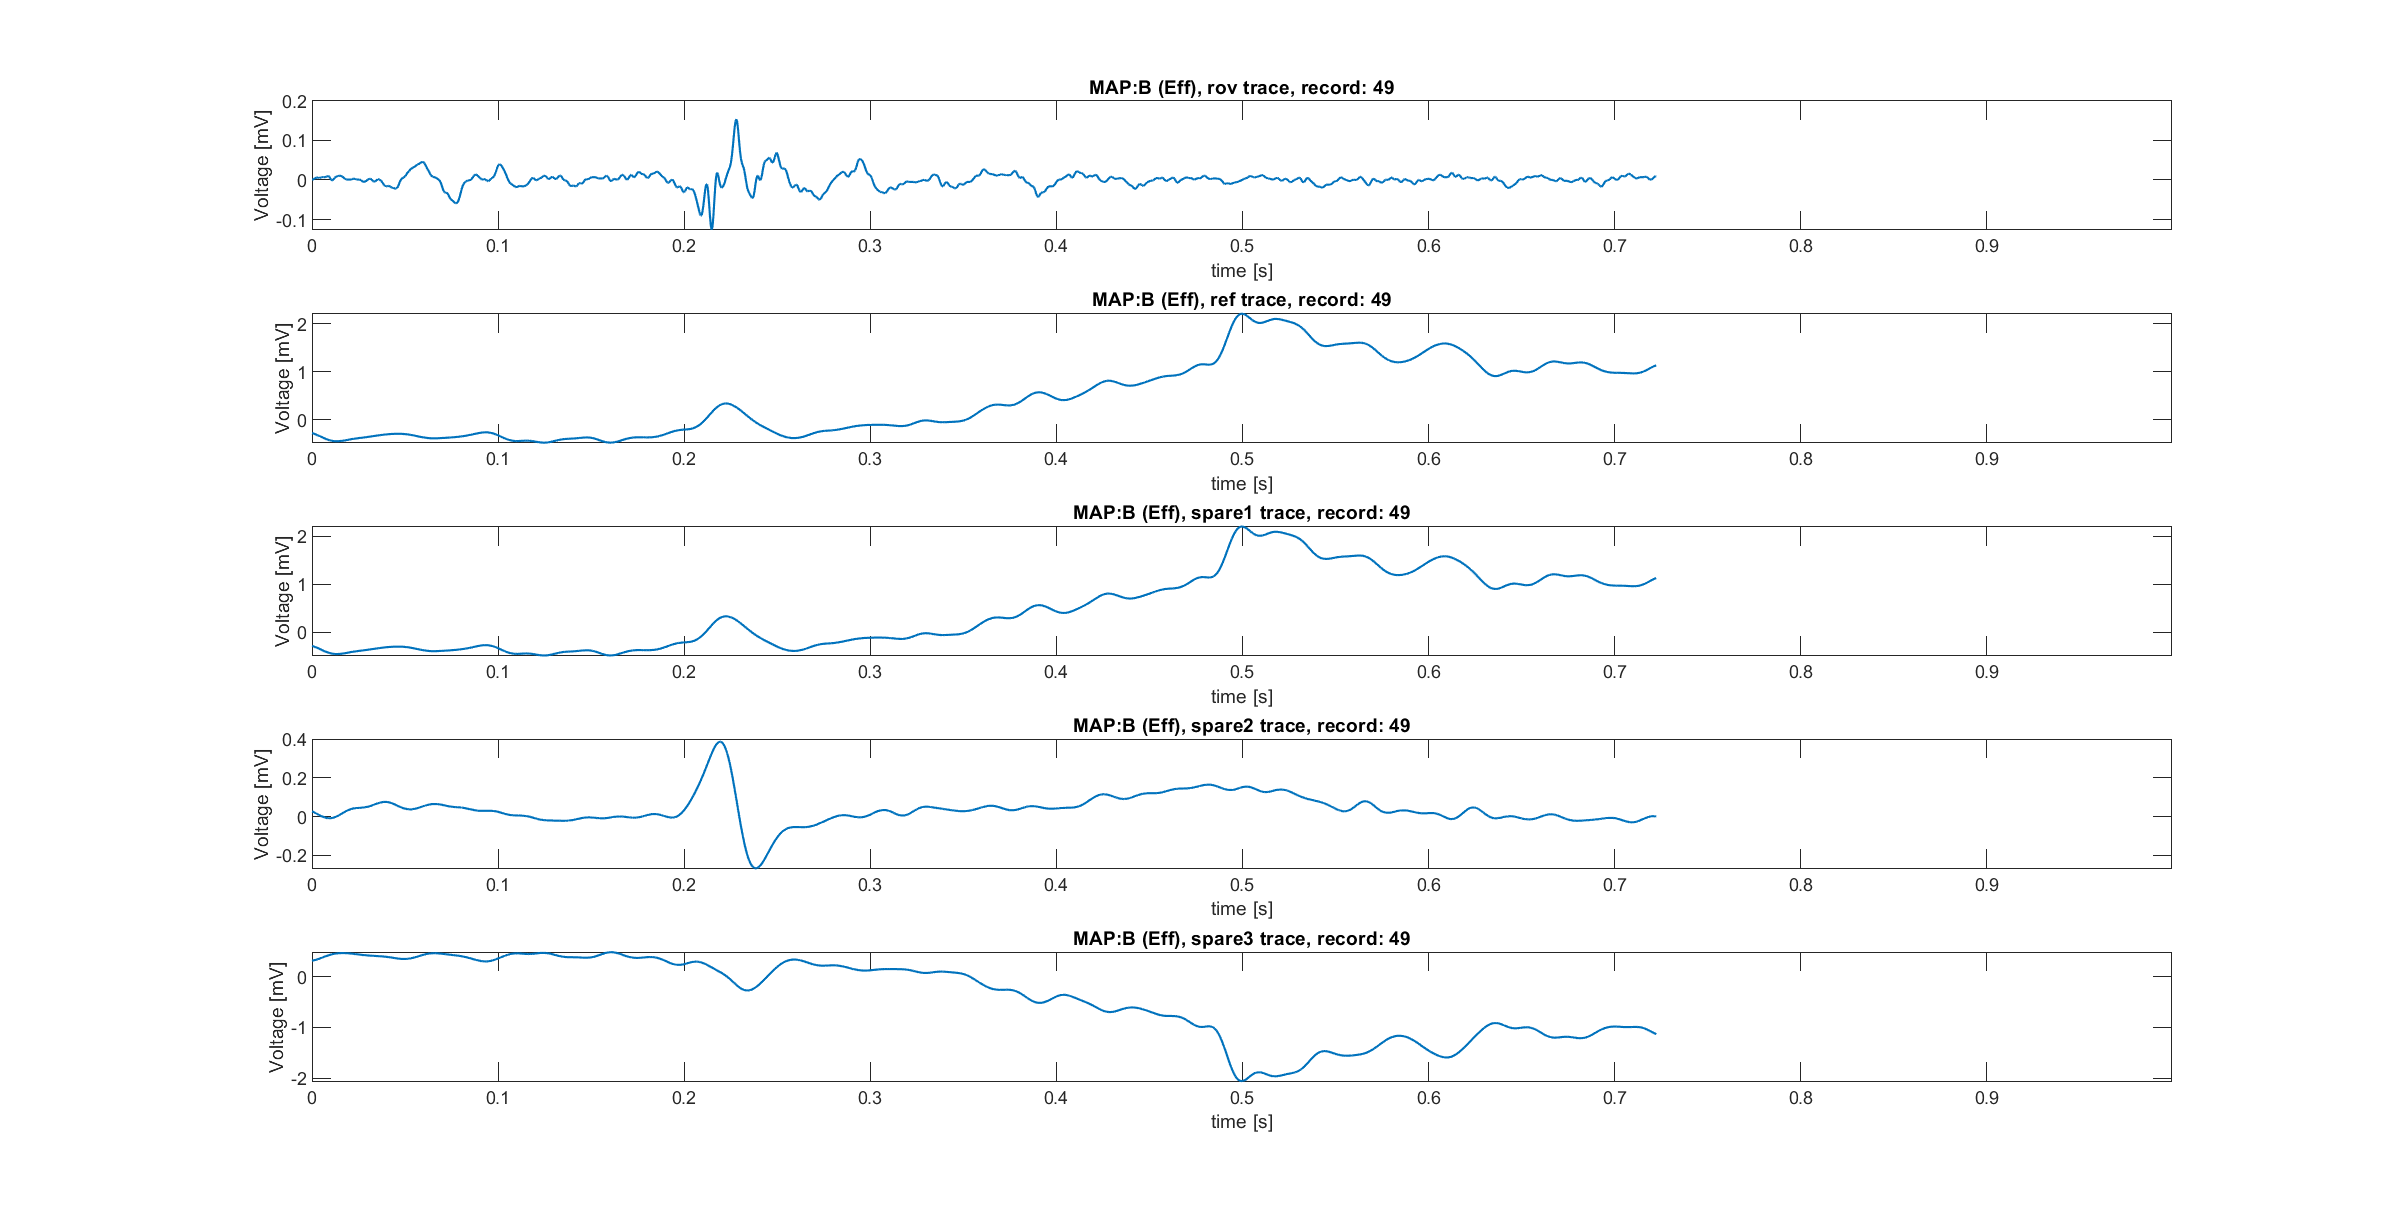 MAP:B (Eff), rov trace, record: 49
Voltage [mV]
0.2
0.1
0
-0.1
0 0.1 0.2 0.3 0.4 0.5 0.6 0.7 0.8 0.9
time [s]
MAP:B (Eff), ref trace, record: 49
Voltage [mV]
2
1
0
0 0.1 0.2 0.3 0.4 0.5 0.6 0.7 0.8 0.9
time [s]
MAP:B (Eff), spare1 trace, record: 49
Voltage [mV]
2
1
0
0 0.1 0.2 0.3 0.4 0.5 0.6 0.7 0.8 0.9
time [s]
MAP:B (Eff), spare2 trace, record: 49
Voltage [mV]
0.4
0.2
0
-0.2
0 0.1 0.2 0.3 0.4 0.5 0.6 0.7 0.8 0.9
time [s]
MAP:B (Eff), spare3 trace, record: 49
Voltage [mV]
0
-1
-2
0 0.1 0.2 0.3 0.4 0.5 0.6 0.7 0.8 0.9
time [s]